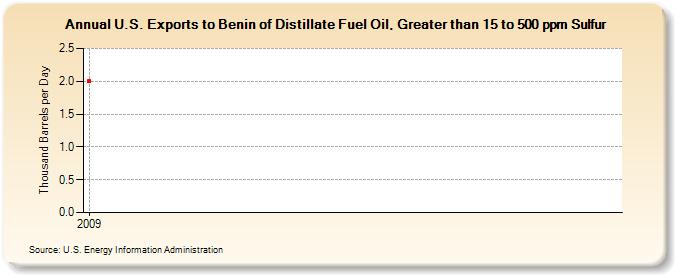 Annual U.S. Exports to Benin of Distillate Fuel Oil, Greater than 15 to 500 ppm Sulfur
Thousand Barrels per Day
2.5
2.0
1.5
1.0
0.5
0.0
2009
Source: U.S. Energy Information Administration